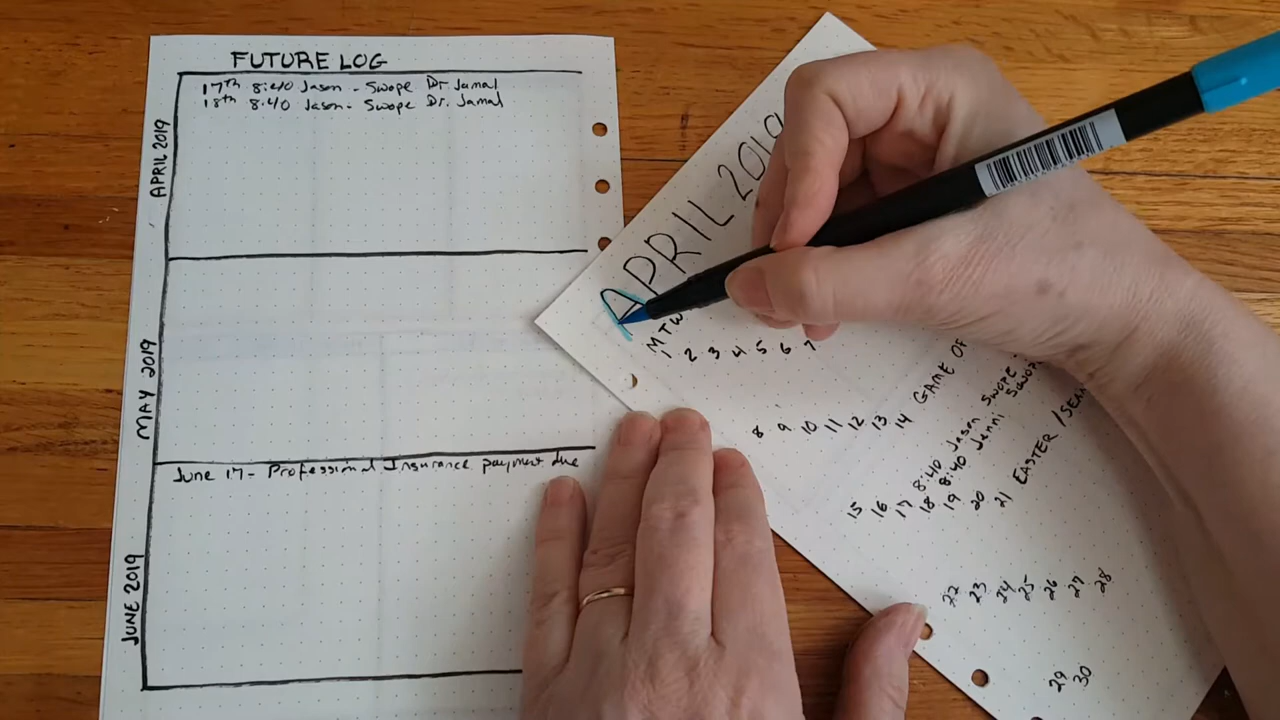 FUTURE LOG
APRIL 2019
17th 8:40 Jason - Swope Dr. Jamal
18th 8:40 Jason - Swope Dr. Jamal
MAY 2019
JUNE 2019
June 17 - Professional Insurance payment due
APRIL 2019
M T W
1
2
3
4
5
6
7
8
9
10
11
12
13
14 GAME OF
15
16
17 8:40 Jason Swope
18 8:40 Jenni Swope
19
20
21 EASTER /
22
23
24
25
26
27
28
29
30